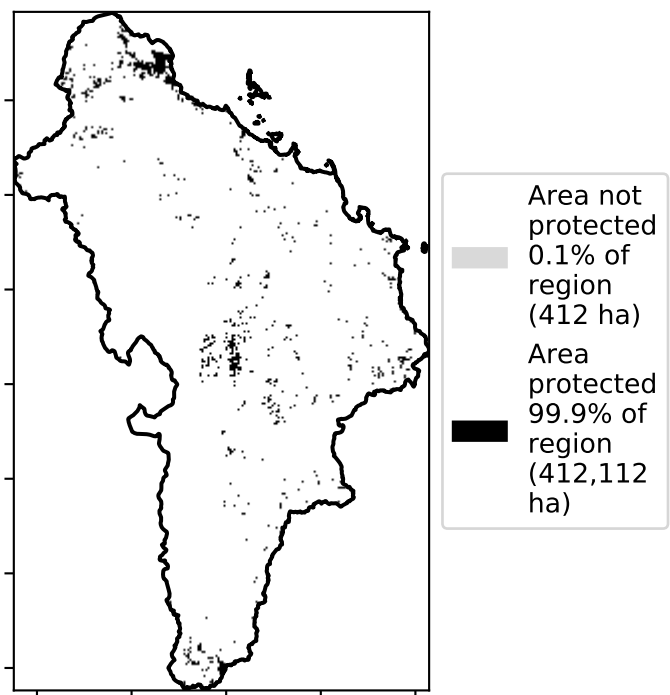 Area not
protected
0.1% of
region
(412 ha)
Area
protected
99.9% of
region
(412,112
ha)